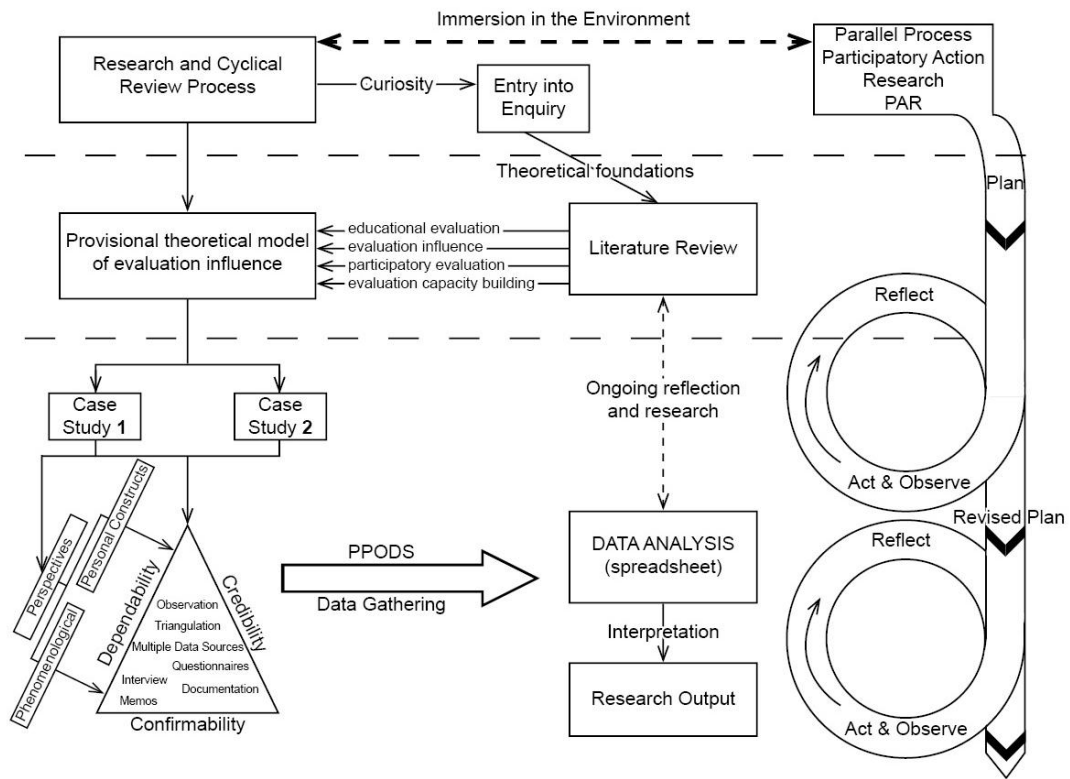 Immersion in the Environment
Research and Cyclical
Review Process
Curiosity
Entry into
Enquiry
Parallel Process
Participatory Action
Research
PAR
Theoretical foundations
Plan
Provisional theoretical model
of evaluation influence
educational evaluation
evaluation influence
participatory evaluation
evaluation capacity building
Literature Review
Reflect
Ongoing reflection
and research
Act & Observe
Case
Study 1
Case
Study 2
Perspectives
Personal Constructs
Phenomenological
Dependability
Credibility
Confirmability
Observation
Triangulation
Multiple Data Sources
Questionnaires
Interview
Documentation
Memos
PPODS
Data Gathering
DATA ANALYSIS
(spreadsheet)
Interpretation
Research Output
Revised Plan
Reflect
Act & Observe